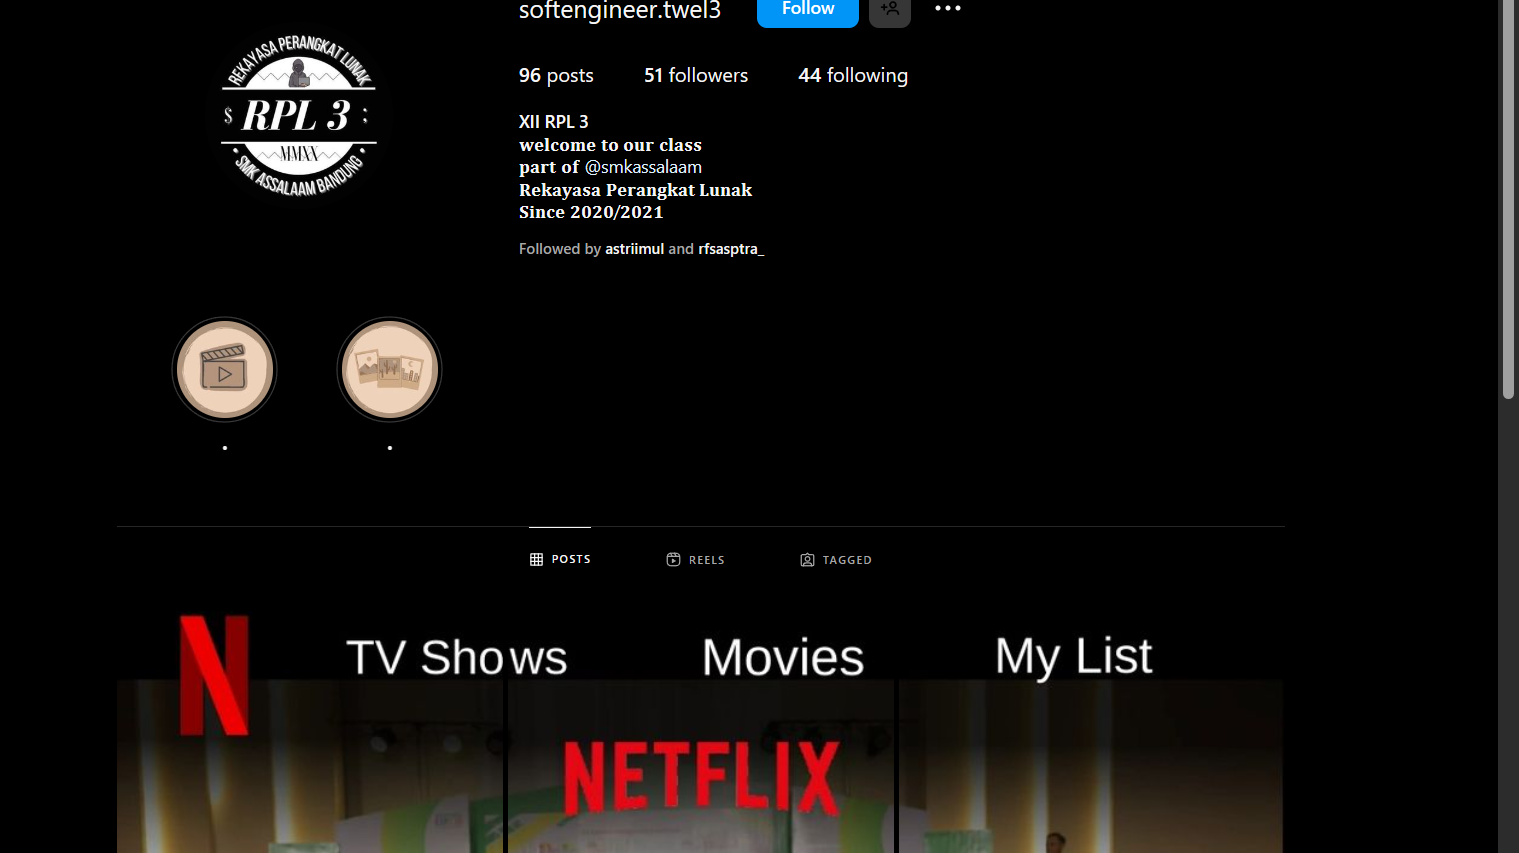 softengineer.twel3
Follow
REKAYASA PERANGKAT LUNAK
$ RPL 3 ;
MMXX
• SMK ASSALAAM BANDUNG •
96 posts
51 followers
44 following
XII RPL 3
welcome to our class
part of @smkassalaam
Rekayasa Perangkat Lunak
Since 2020/2021
Followed by astriimul and rfsasptra_
.
.
POSTS
REELS
TAGGED
N
TV Shows
Movies
My List
NETFLIX